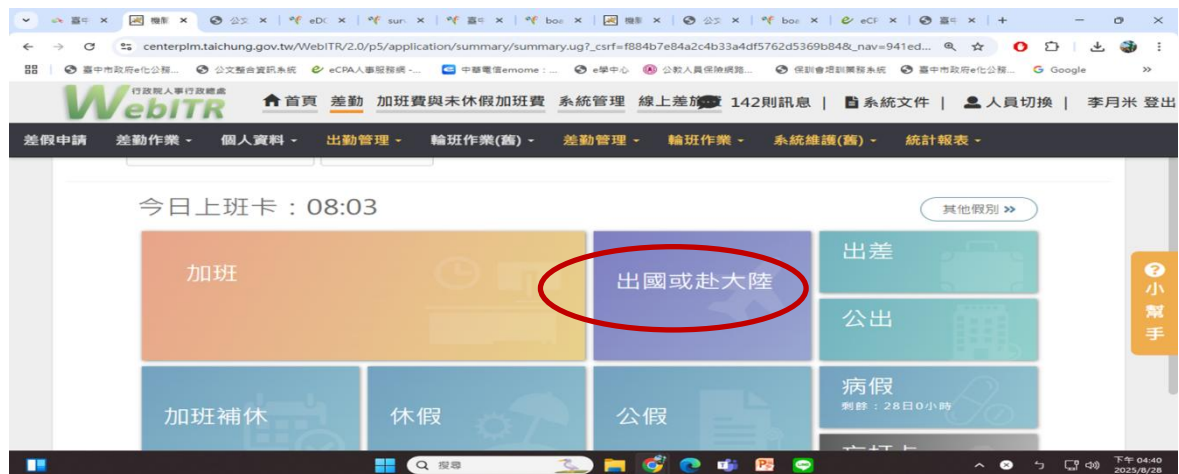 centerplm.taichung.gov.tw/WebITR/2.0/p5/application/summary/summary.ug?_csrf=f884b7e84a2c4b33a4df5762d5369b848&_nav=941ed...
臺中市政府e化公務... 公文整合資訊系統 eCPA人事服務網 -... 中華電信emome：... e學中心 公教人員保險網路... 保訓會培訓業務系統 臺中市政府e化公務... Google »
行政院人事行政總處
WebITR 首頁 差勤 加班費與未休假加班費 系統管理 142則訊息 | 系統文件 | 人員切換 | 李月米 登出
差假申請 差勤作業 個人資料 出勤管理 輪班作業(舊) 差勤管理 輪班作業 系統維護(舊) 統計報表
今日上班卡：08:03
其他假別 »
加班
出國或赴大陸
出差
公出
加班補休
休假
公假
病假
剩餘：28日0小時
小幫手
搜尋
下午 04:40
2025/8/28